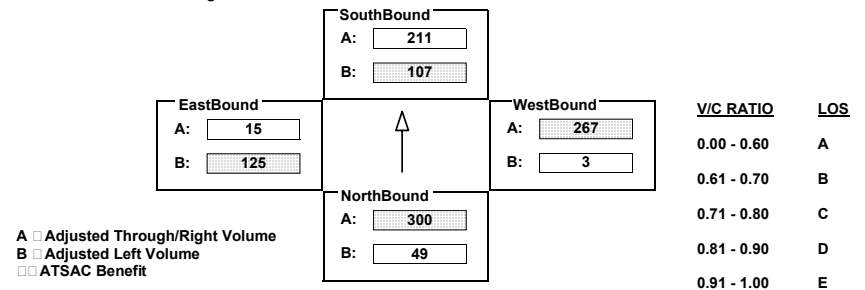 SouthBound
A: 211
B: 107
EastBound
A: 15
B: 125
WestBound
A: 267
B: 3
NorthBound
A: 300
B: 49
A □ Adjusted Through/Right Volume
B □ Adjusted Left Volume
□□ ATSAC Benefit
V/C RATIO LOS
0.00 - 0.60 A
0.61 - 0.70 B
0.71 - 0.80 C
0.81 - 0.90 D
0.91 - 1.00 E